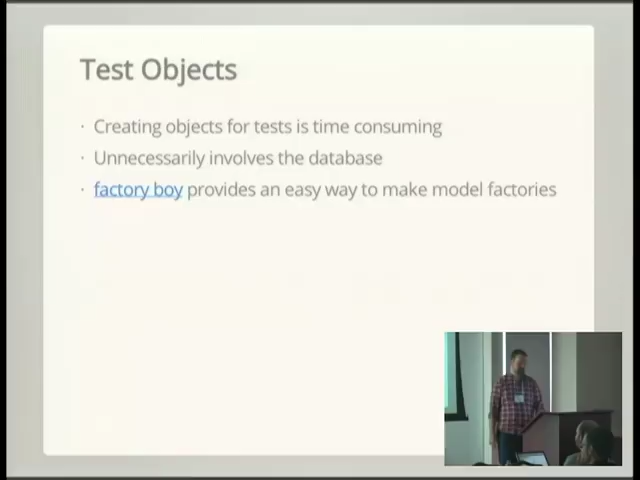 Test Objects
· Creating objects for tests is time consuming
· Unnecessarily involves the database
· factory boy provides an easy way to make model factories